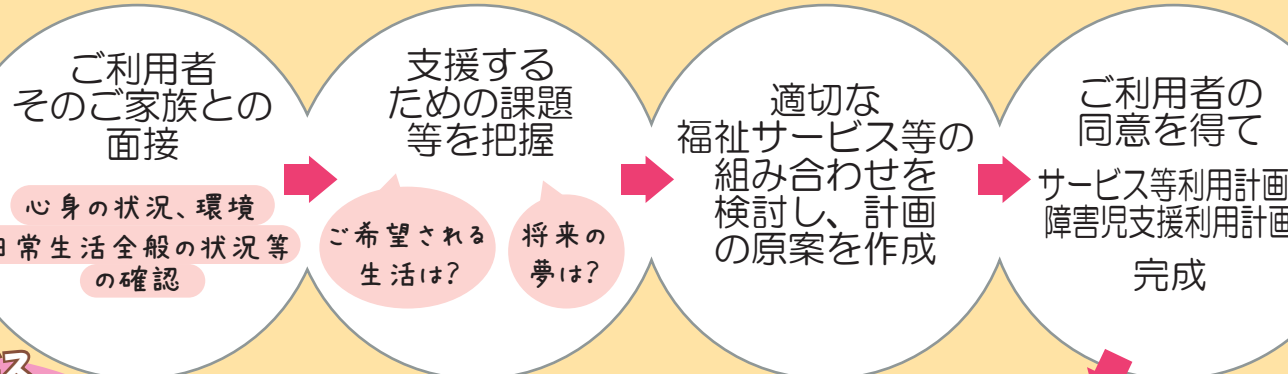 ご利用者
そのご家族との
面接
心身の状況、環境
日常生活全般の状況等
の確認
支援する
ための課題
等を把握
ご希望される
生活は?
将来の
夢は?
適切な
福祉サービス等の
組み合わせを
検討し、計画
の原案を作成
ご利用者の
同意を得て
サービス等利用計画
障害児支援利用計画
完成